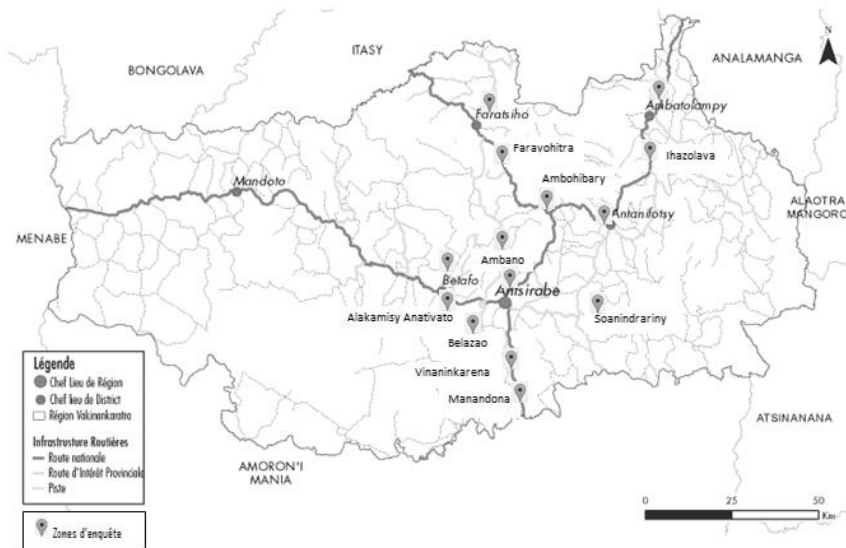 ITASY
ANALAMANGA
N
BONGOLAVA
Faratsiho
Ambatolampy
Faravohitra
Ihazolava
Ambohibary
Mandoto
ALAOTRA
MANGORO
Antanifotsy
MENABE
Ambano
Betafo
Antsirabe
Alakamisy Anativato
Soanindrariny
Belazao
Vinaninkarena
Manandona
ATSINANANA
AMORON'I
MANIA
Légende
Chef Lieu de Région
Chef lieu de District
Région Vakinankaratra
Infrastrusture Routières
Route nationale
Route d'Intérêt Provinciale
Piste
Zones d'enquête
0 25 50
Km